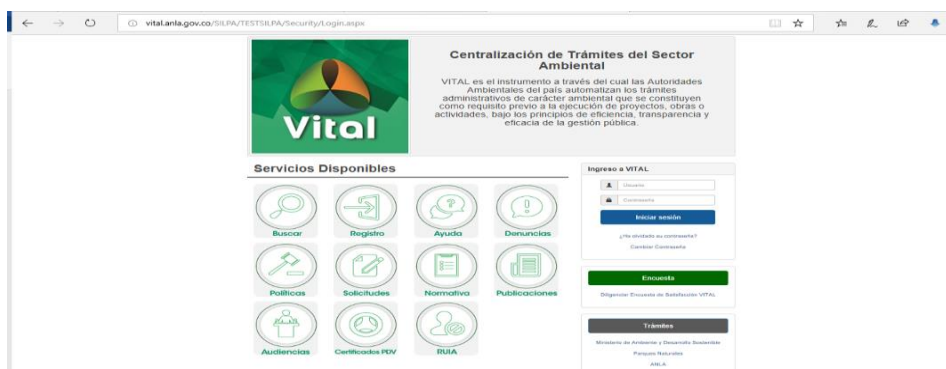 vital.anla.gov.co/SILPA/TESTSILPA/Security/Login.aspx
Vital
Centralización de Trámites del Sector
Ambiental
VITAL es el instrumento a través del cual las Autoridades
Ambientales del país automatizan los trámites
administrativos de carácter ambiental que se constituyen
como requisito previo a la ejecución de proyectos, obras o
actividades, bajo los principios de eficiencia, transparencia y
eficacia de la gestión pública.
Servicios Disponibles
Buscar
Registro
Ayuda
Denuncias
Políticas
Solicitudes
Normativa
Publicaciones
Audiencias
Certificados PDV
RUIA
Ingreso a VITAL
Usuario
Contraseña
Iniciar sesión
¿Ha olvidado su contraseña?
Cambiar Contraseña
Encuesta
Diligenciar Encuesta de Satisfacción VITAL
Trámites
Ministerio de Ambiente y Desarrollo Sostenible
Parques Naturales
ANLA